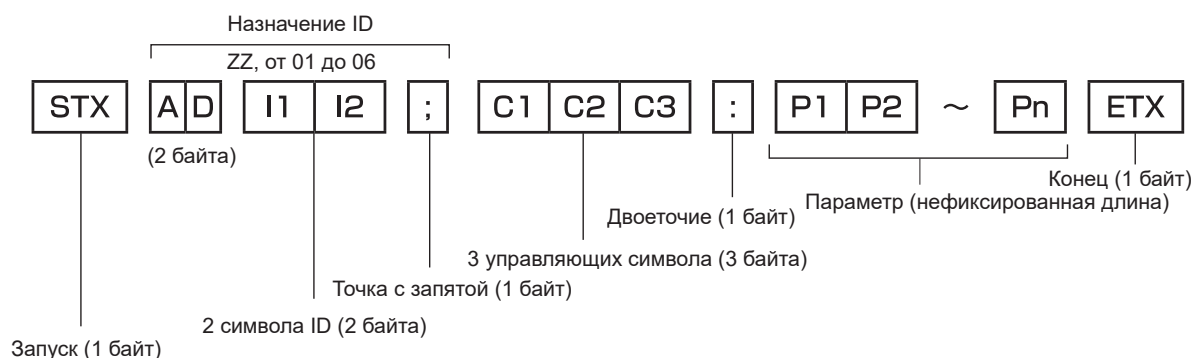 Назначение ID
ZZ, от 01 до 06
STX A D I1 I2 ; C1 C2 C3 : P1 P2 ~ Pn ETX
(2 байта)
Конец (1 байт)
Параметр (нефиксированная длина)
Двоеточие (1 байт)
3 управляющих символа (3 байта)
Точка с запятой (1 байт)
2 символа ID (2 байта)
Запуск (1 байт)